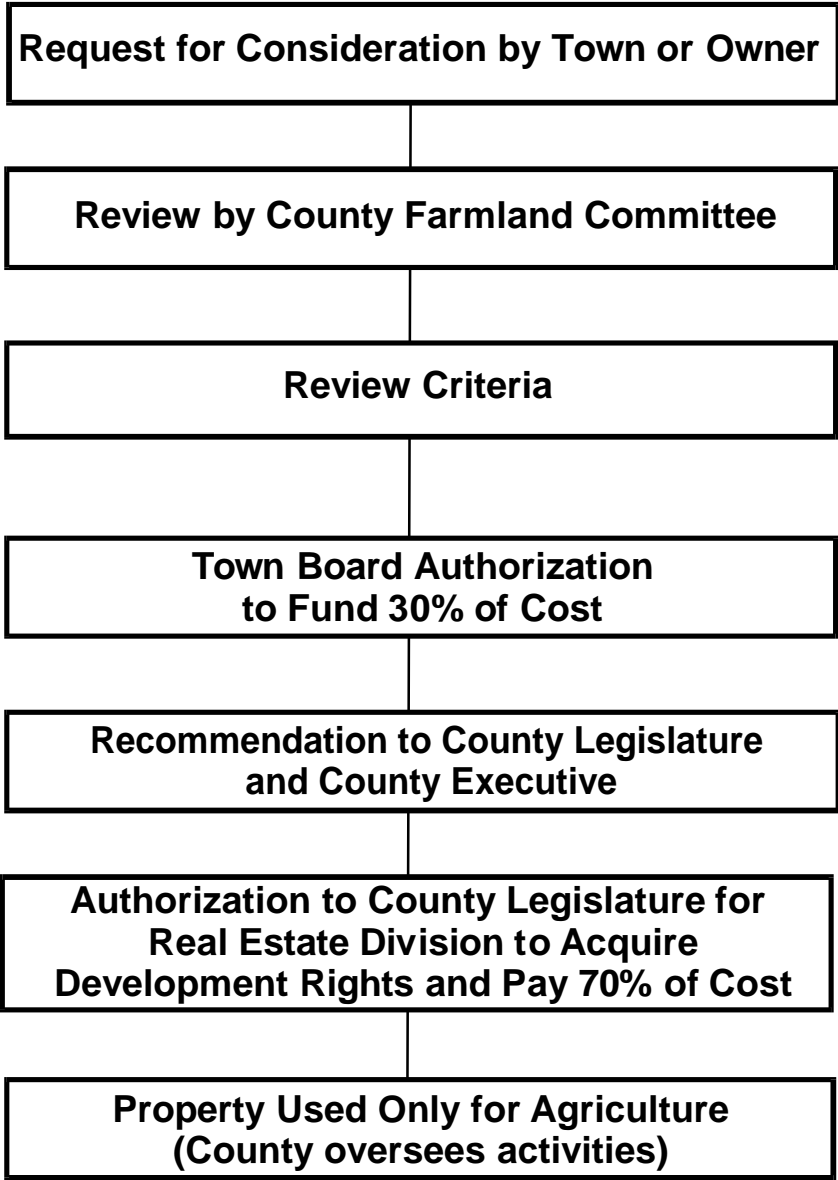 Request for Consideration by Town or Owner
Review by County Farmland Committee
Review Criteria
Town Board Authorization
to Fund 30% of Cost
Recommendation to County Legislature
and County Executive
Authorization to County Legislature for
Real Estate Division to Acquire
Development Rights and Pay 70% of Cost
Property Used Only for Agriculture
(County oversees activities)